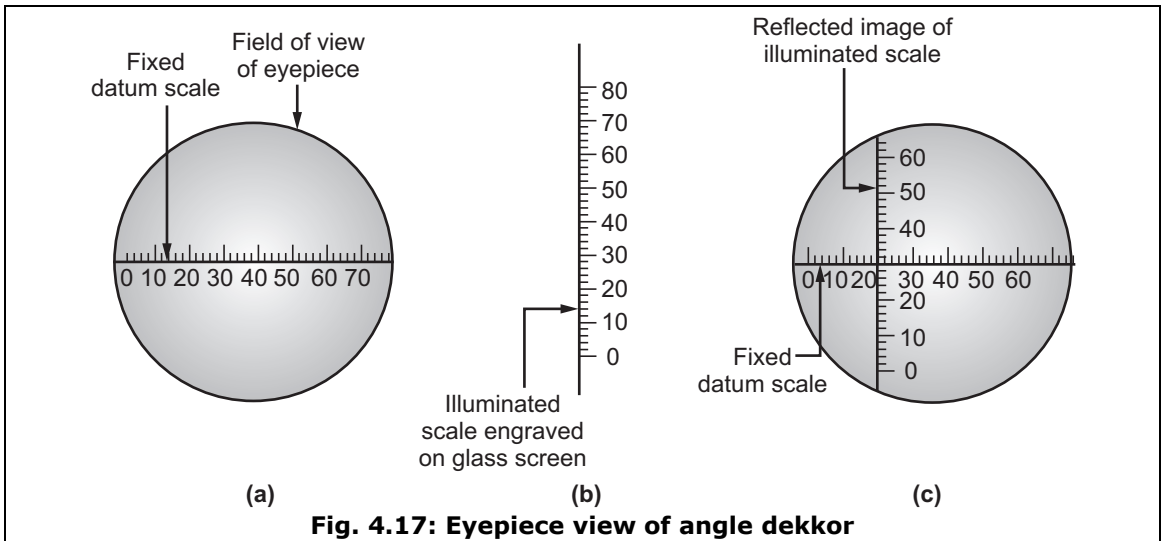 Fixed
datum scale
Field of view
of eyepiece
0 10 20 30 40 50 60 70
(a)
80
70
60
50
40
30
20
10
0
Illuminated
scale engraved
on glass screen
(b)
Reflected image of
illuminated scale
60
50
40
0 10 20 30 40 50 60
20
10
0
Fixed
datum scale
(c)
Fig. 4.17: Eyepiece view of angle dekkor